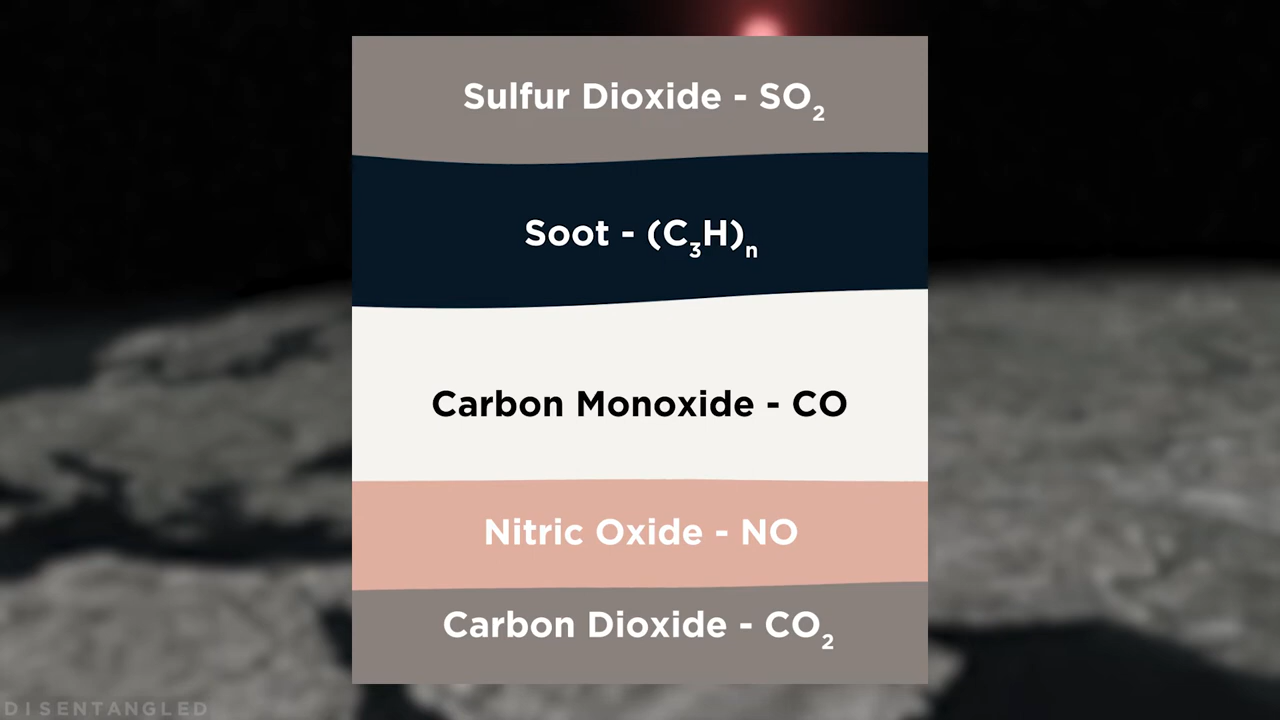 Sulfur Dioxide - SO₂
Soot - (C₃H)ₙ
Carbon Monoxide - CO
Nitric Oxide - NO
Carbon Dioxide - CO₂
DISENTANGLED